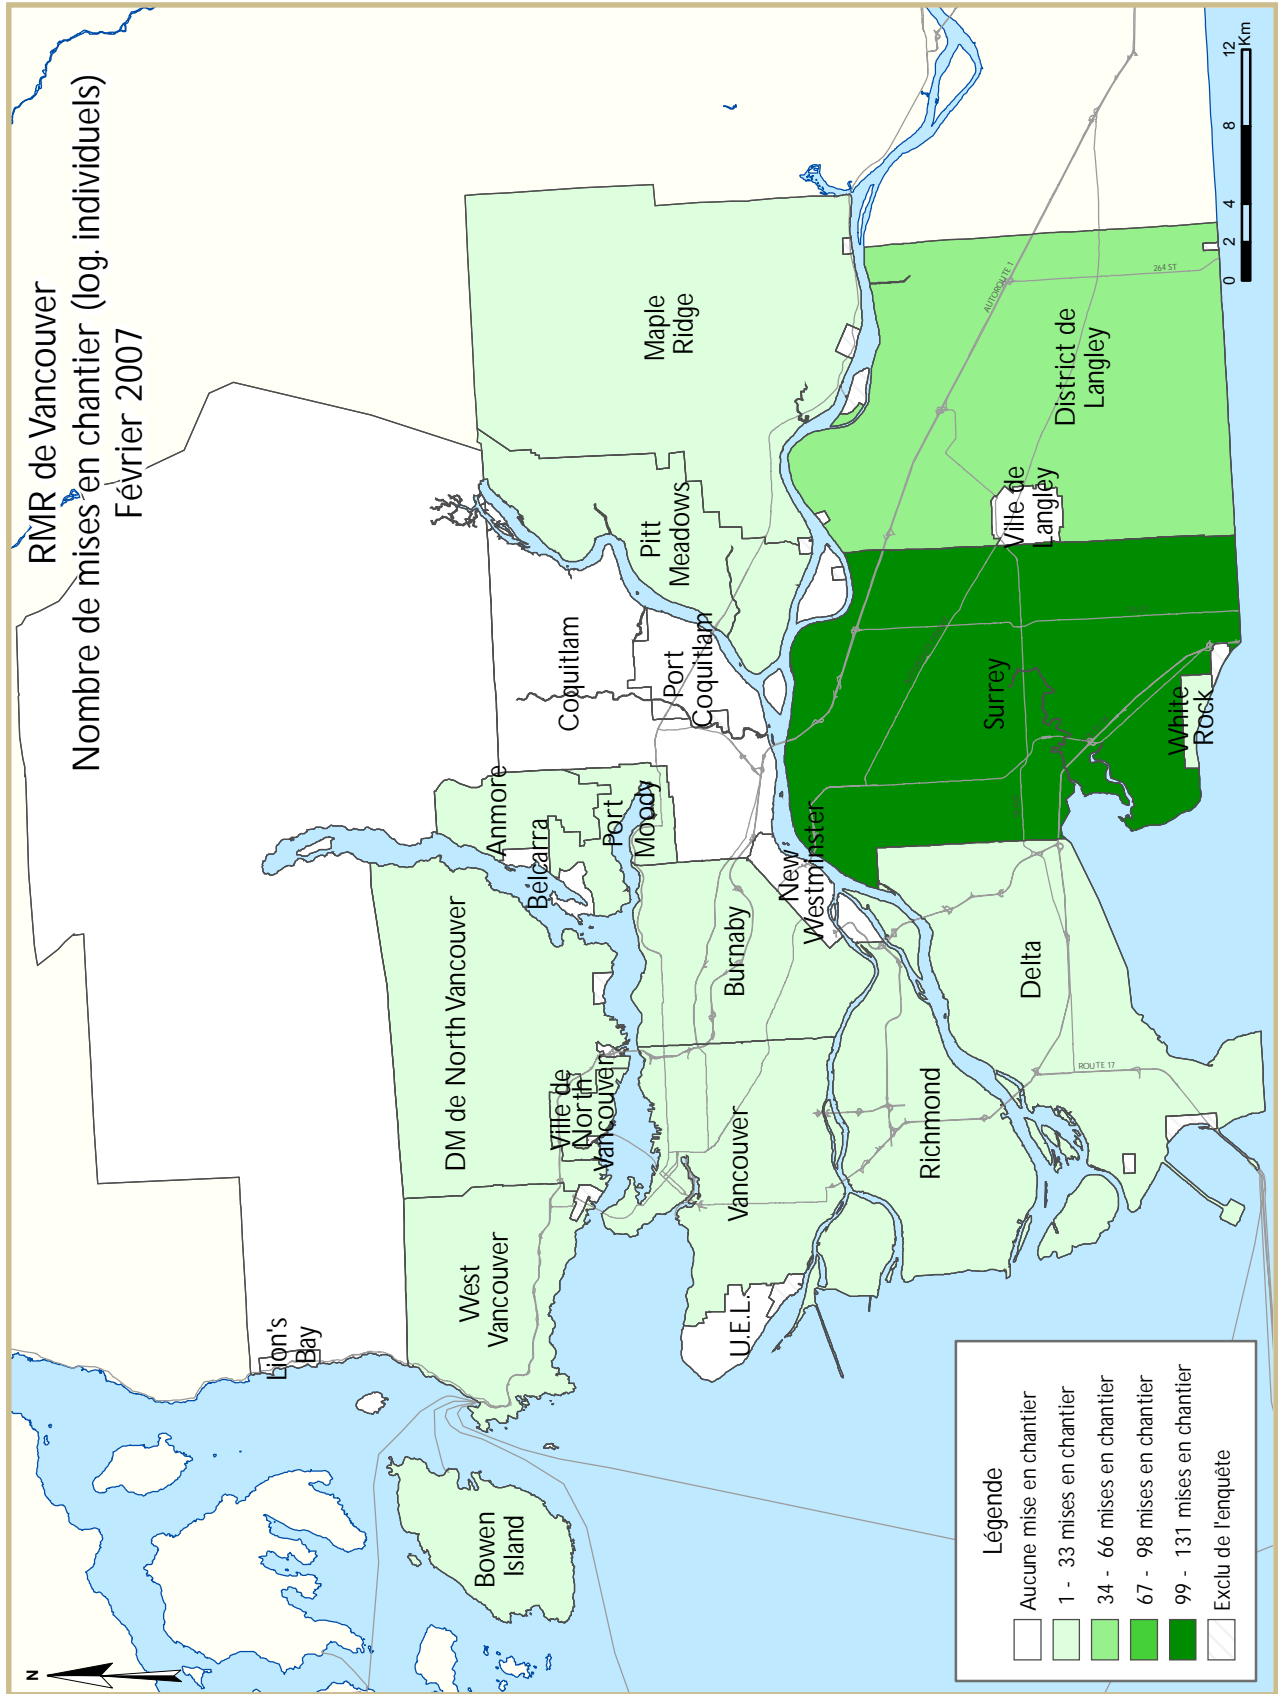 RMR de Vancouver
Nombre de mises en chantier (log. individuels)
Février 2007
N
Lion's
Bay
Bowen
Island
West
Vancouver
DM de North Vancouver
Ville de
North
Vancouver
Anmore
Belcarra
Port
Moody
Coquitlam
Port
Coquitlam
Pitt
Meadows
Maple
Ridge
U.E.L.
Vancouver
Burnaby
New
Westminster
Richmond
Delta
ROUTE 17
Surrey
White
Rock
Ville de
Langley
District de
Langley
AUTOROUTE 1
264 ST
Légende
Aucune mise en chantier
1 - 33 mises en chantier
34 - 66 mises en chantier
67 - 98 mises en chantier
99 - 131 mises en chantier
Exclu de l'enquête
0 2 4 8 12
Km